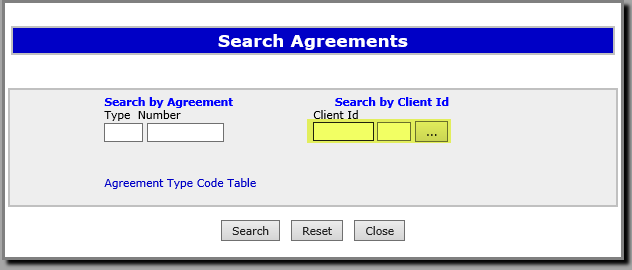 Search Agreements
Search by Agreement Search by Client Id
Type Number Client Id
...
Agreement Type Code Table
Search Reset Close